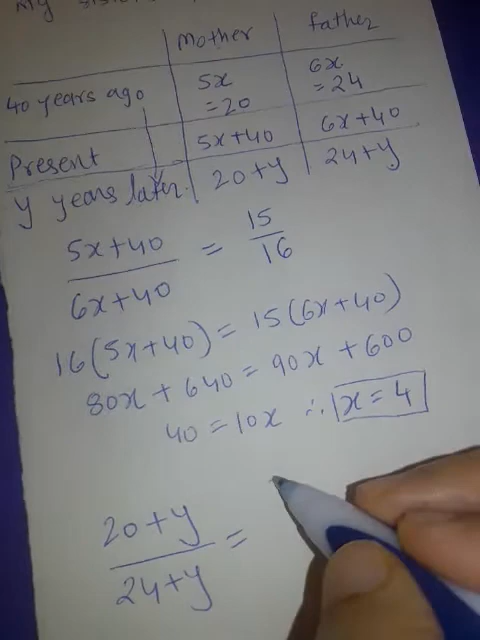 My
Mother Father
40 years ago 5x = 20 6x = 24
Present 5x+40 6x+40
y years later. 20+y 24+y
5x+40 / 6x+40 = 15/16
16(5x+40) = 15(6x+40)
80x + 640 = 90x + 600
40 = 10x ∴ x = 4
20+y / 24+y =